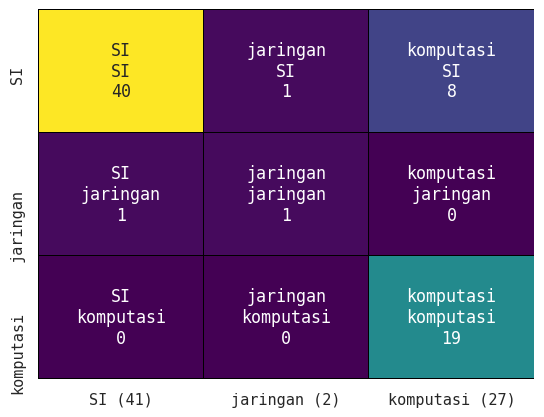 SI
SI
SI
40
jaringan
SI
1
komputasi
SI
8
jaringan
SI
jaringan
1
jaringan
jaringan
1
komputasi
jaringan
0
komputasi
SI
komputasi
0
jaringan
komputasi
0
komputasi
komputasi
19
SI (41)
jaringan (2)
komputasi (27)